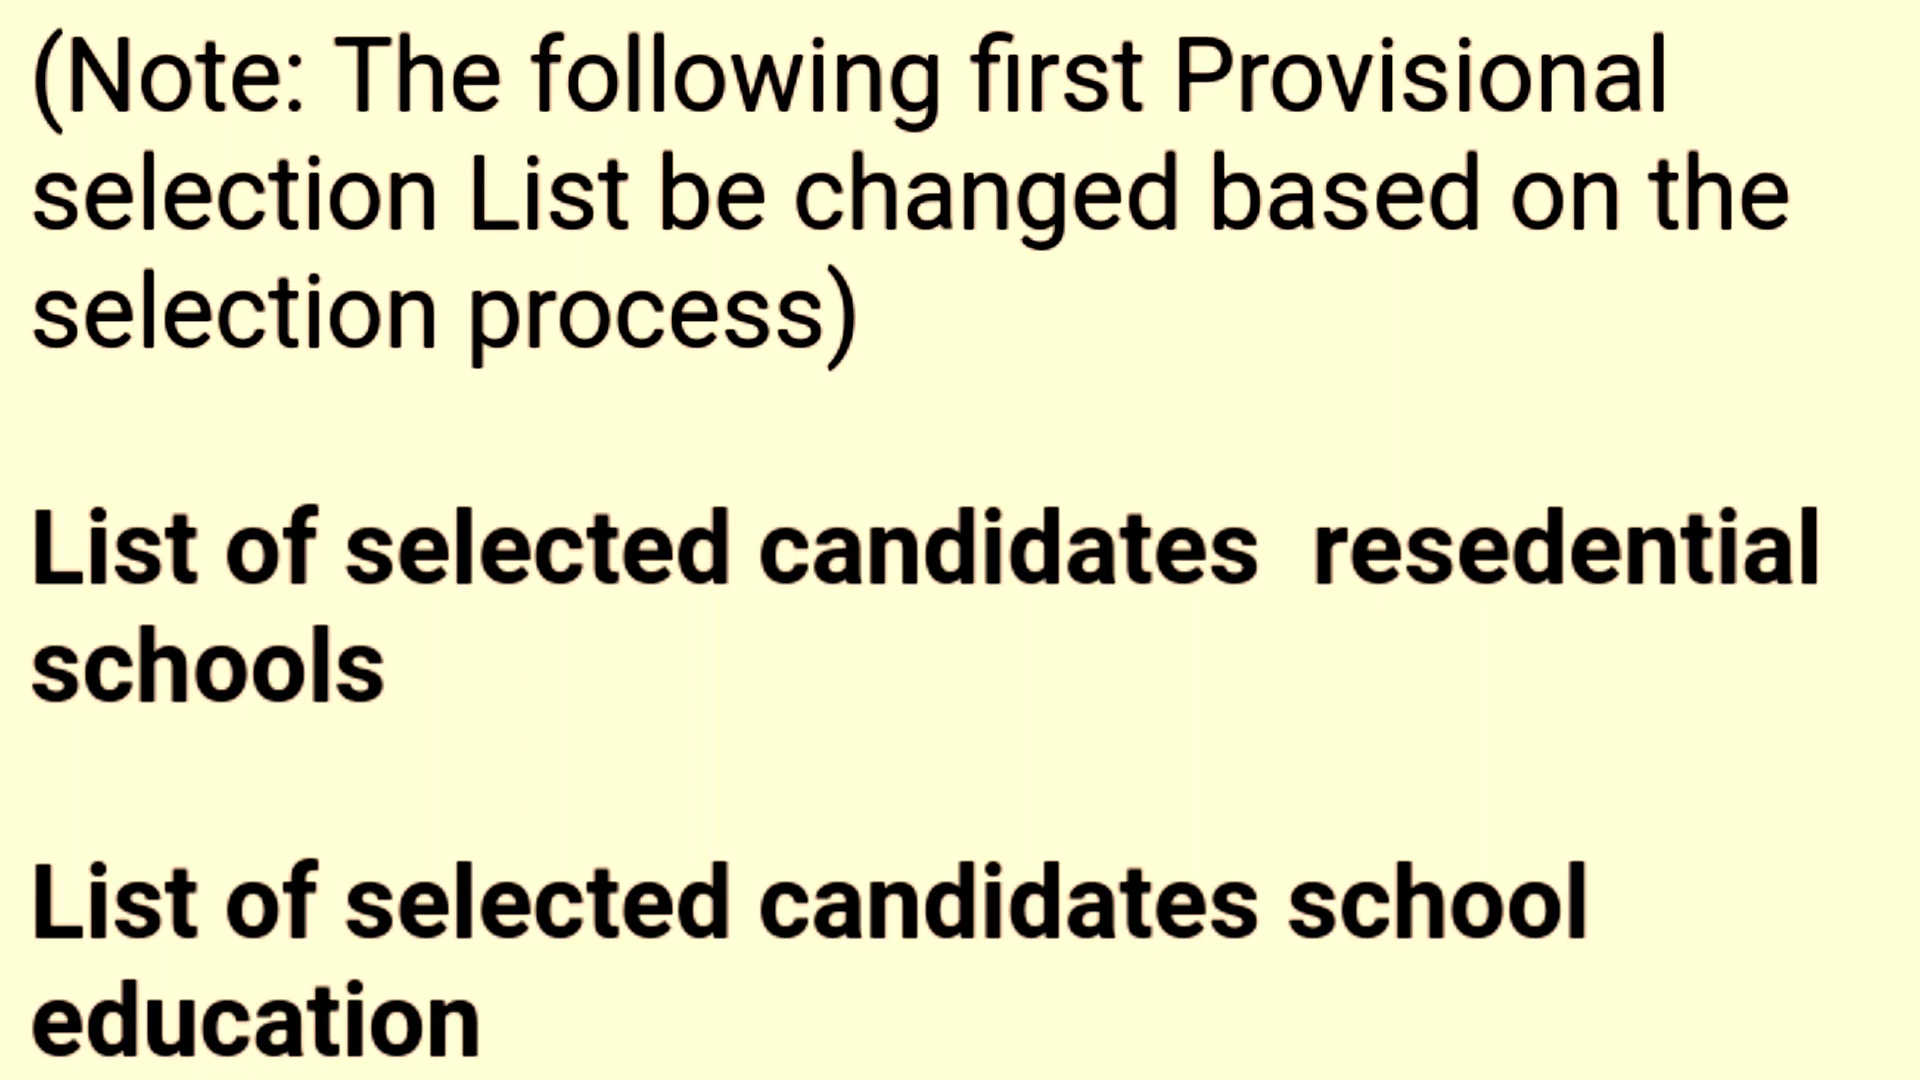 (Note: The following first Provisional
selection List be changed based on the
selection process)
List of selected candidates  resedential
schools
List of selected candidates school
education